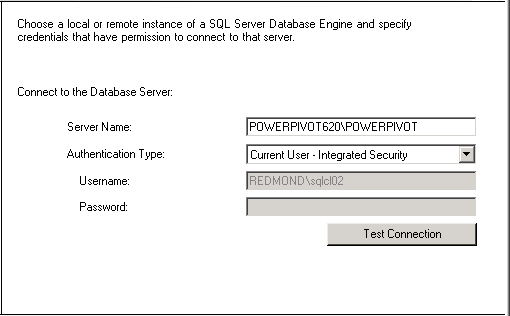 Choose a local or remote instance of a SQL Server Database Engine and specify
credentials that have permission to connect to that server.
Connect to the Database Server:
Server Name: POWERPIVOT620\POWERPIVOT
Authentication Type: Current User - Integrated Security
Username: REDMOND\sqlcl02
Password:
Test Connection